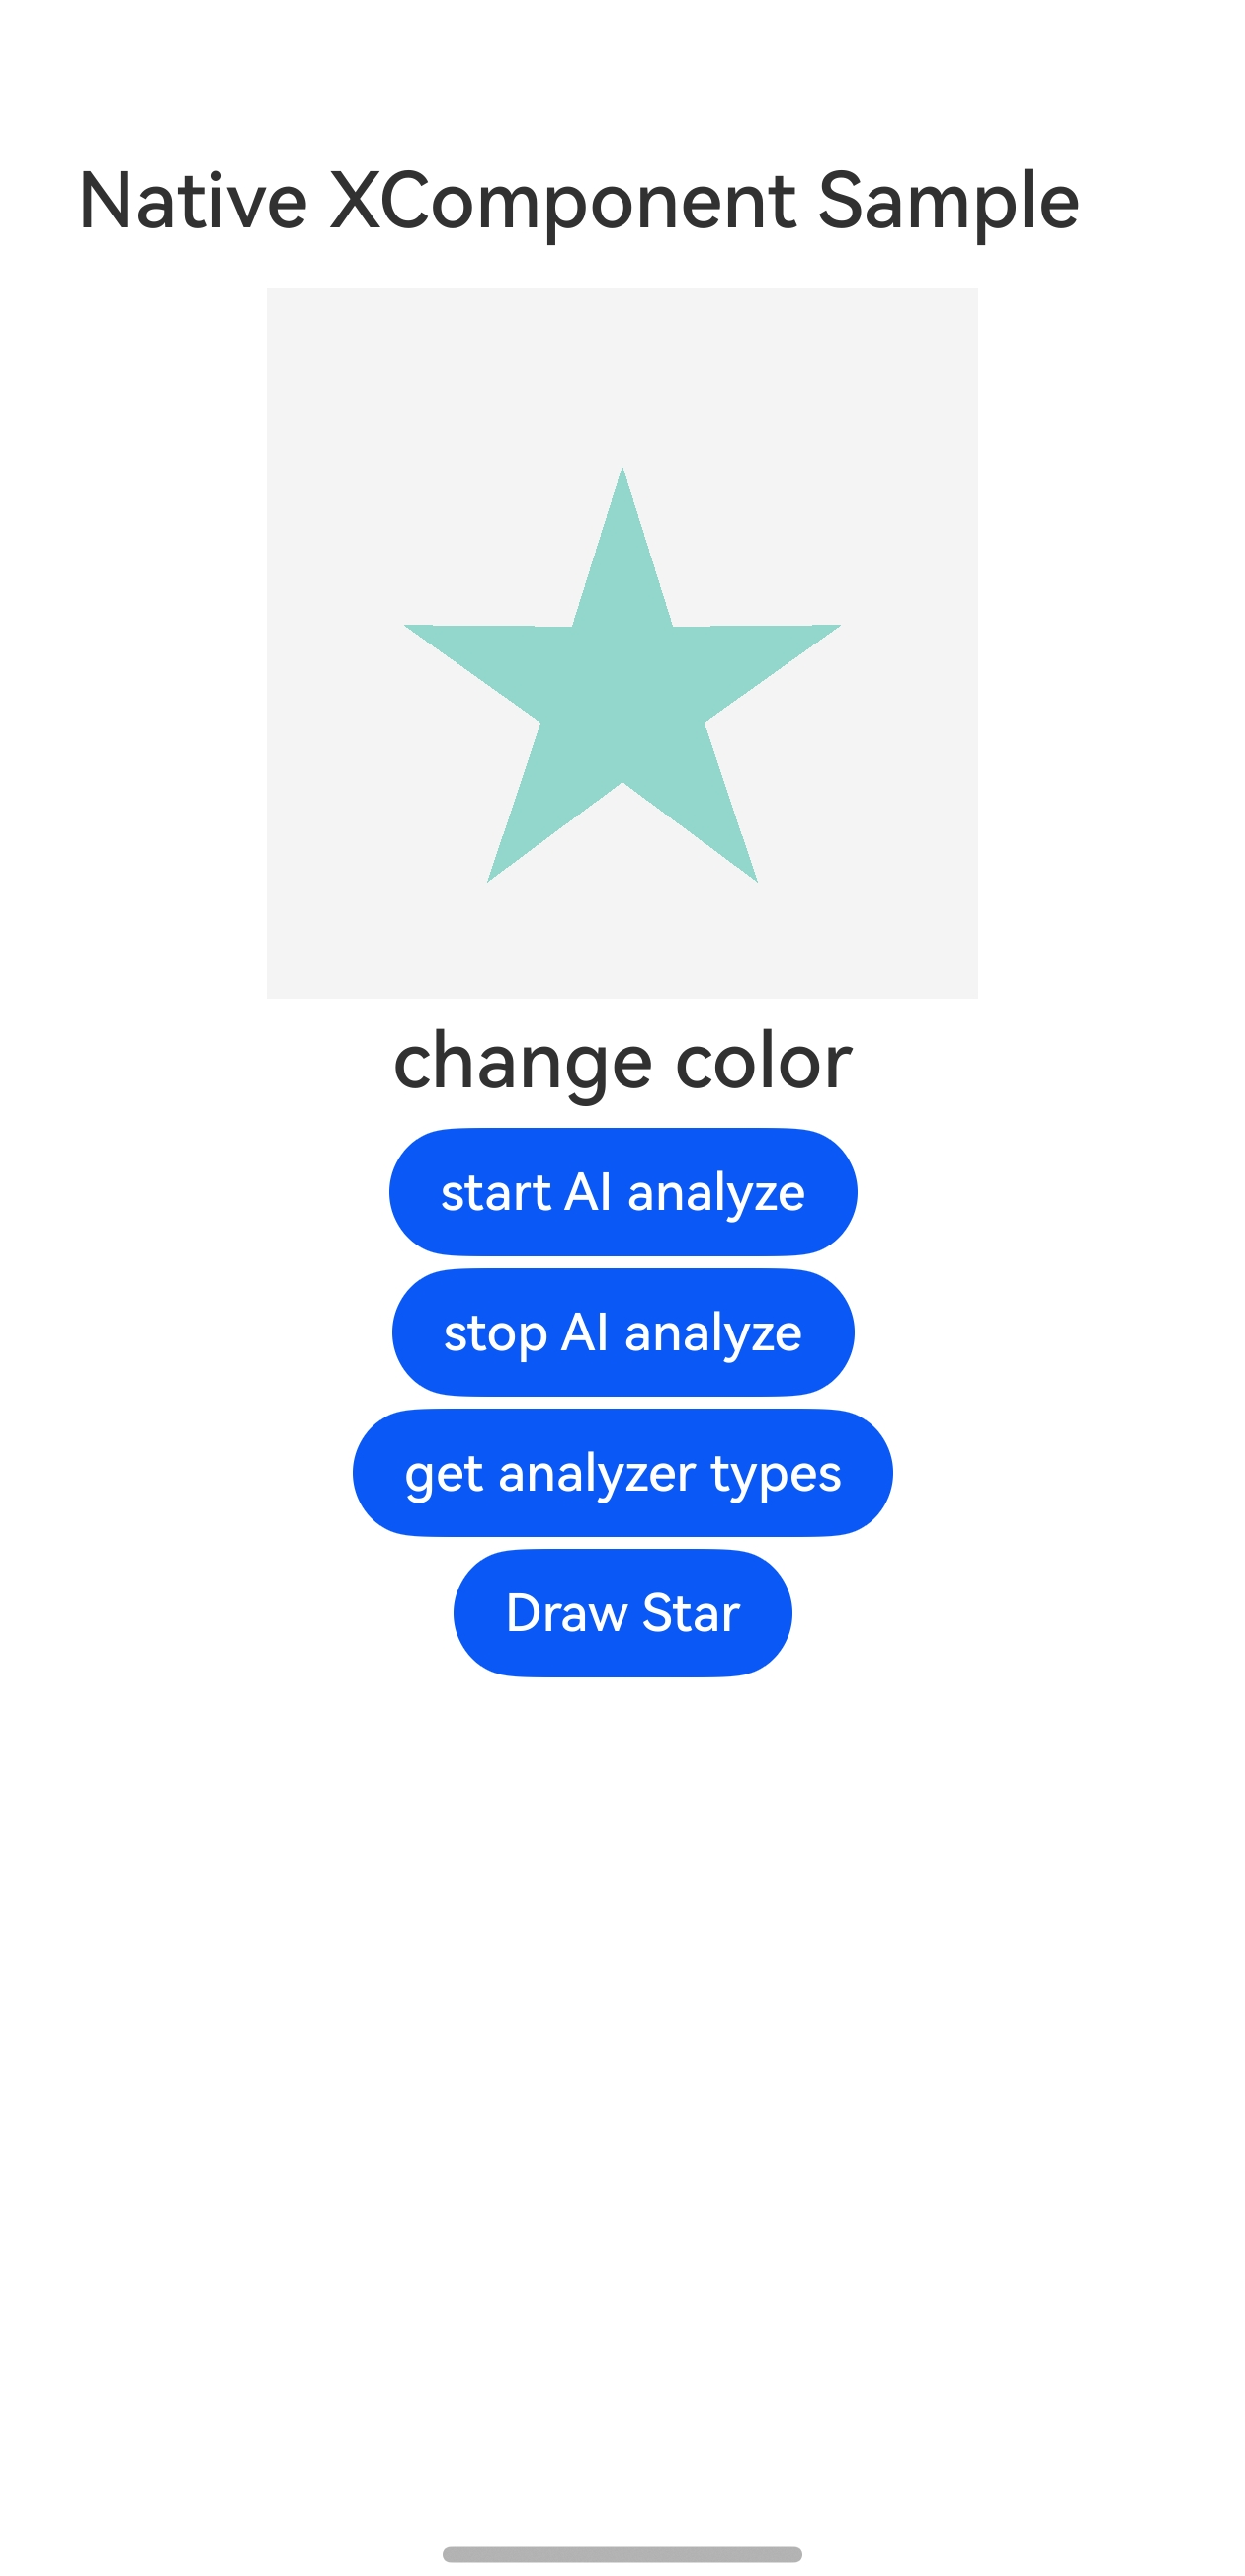 Native XComponent Sample
change color
start AI analyze
stop AI analyze
get analyzer types
Draw Star